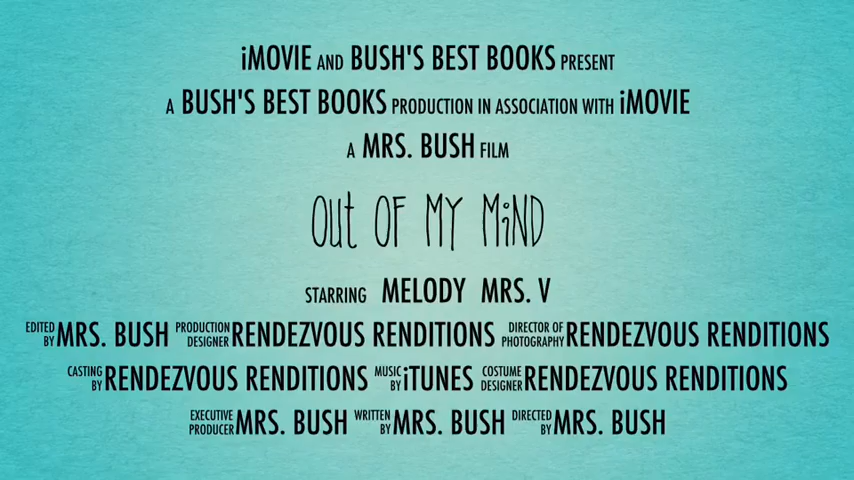 iMOVIE AND BUSH'S BEST BOOKS PRESENT
A BUSH'S BEST BOOKS PRODUCTION IN ASSOCIATION WITH iMOVIE
A MRS. BUSH FILM
OUt OF MY MiND
STARRING MELODY MRS. V
EDITED BY MRS. BUSH PRODUCTION DESIGNER RENDEZVOUS RENDITIONS DIRECTOR OF PHOTOGRAPHY RENDEZVOUS RENDITIONS
CASTING BY RENDEZVOUS RENDITIONS MUSIC BY iTUNES COSTUME DESIGNER RENDEZVOUS RENDITIONS
EXECUTIVE PRODUCER MRS. BUSH WRITTEN BY MRS. BUSH DIRECTED BY MRS. BUSH